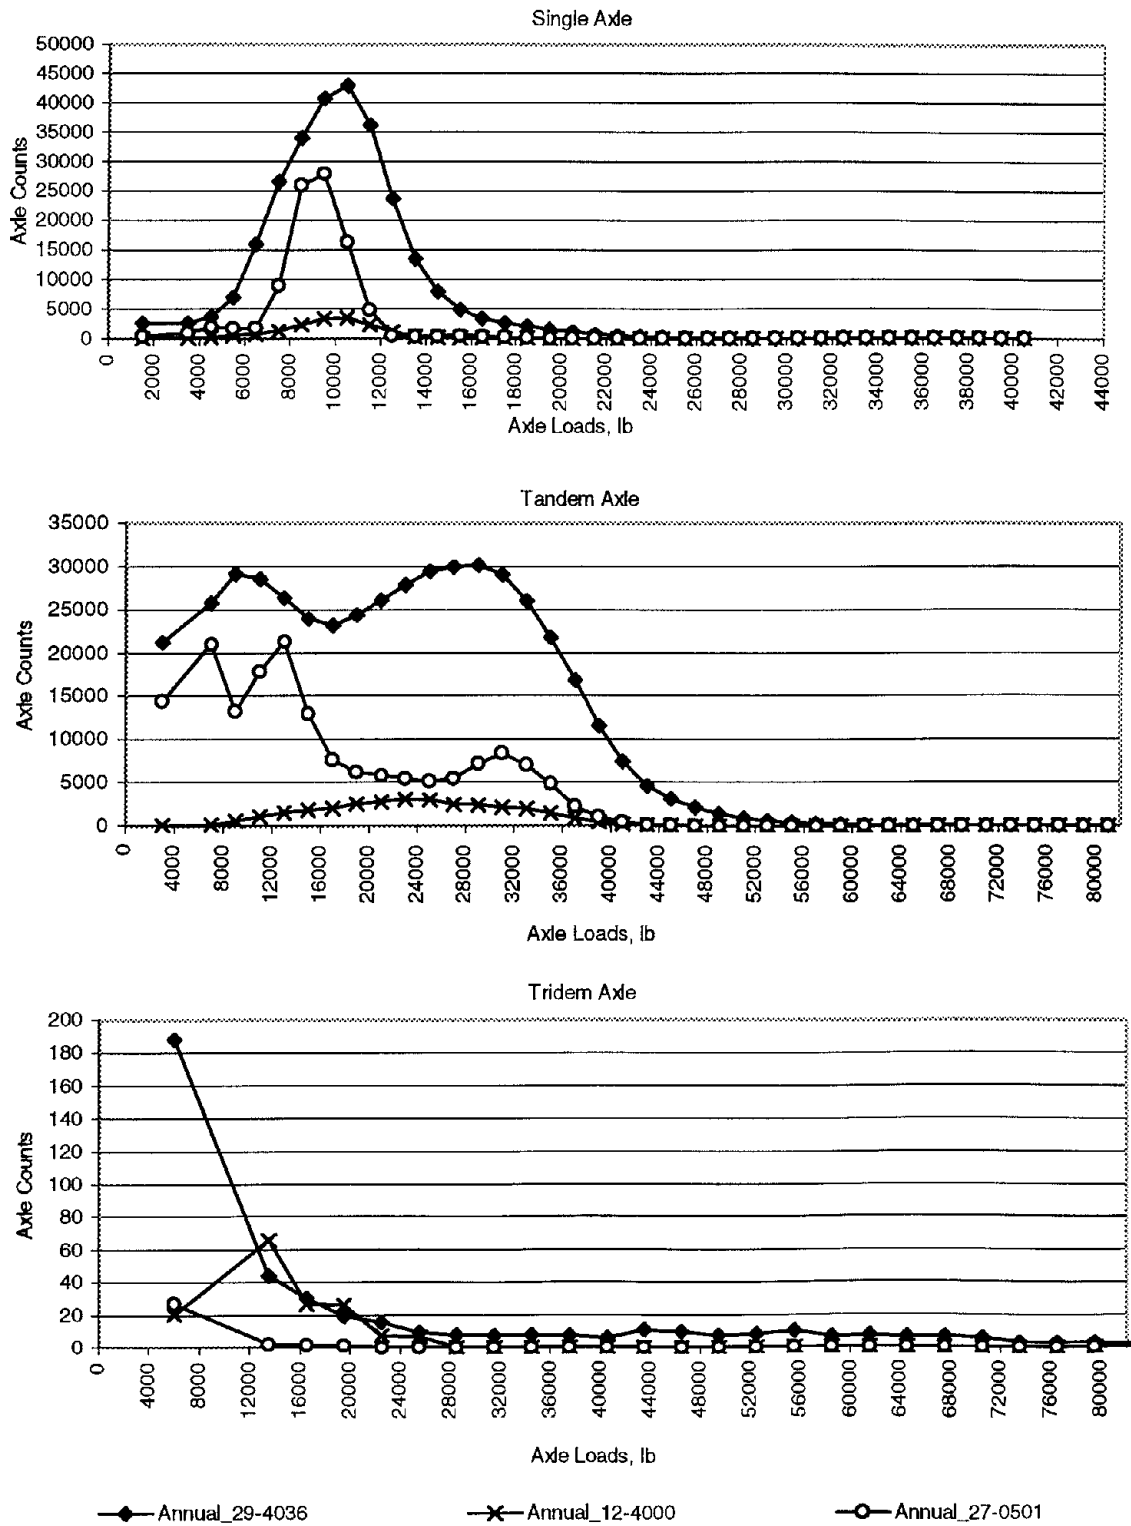 Single Axle
50000
45000
40000
35000
30000
25000
20000
15000
10000
5000
0
Axle Counts
0 2000 4000 6000 8000 10000 12000 14000 16000 18000 20000 22000 24000 26000 28000 30000 32000 34000 36000 38000 40000 42000 44000
Axle Loads, lb
Tandem Axle
35000
30000
25000
20000
15000
10000
5000
0
Axle Counts
0 4000 8000 12000 16000 20000 24000 28000 32000 36000 40000 44000 48000 52000 56000 60000 64000 68000 72000 76000 80000
Axle Loads, lb
Tridem Axle
200
180
160
140
120
100
80
60
40
20
0
Axle Counts
0 4000 8000 12000 16000 20000 24000 28000 32000 36000 40000 44000 48000 52000 56000 60000 64000 68000 72000 76000 80000
Axle Loads, lb
Annual_29-4036 Annual_12-4000 Annual_27-0501